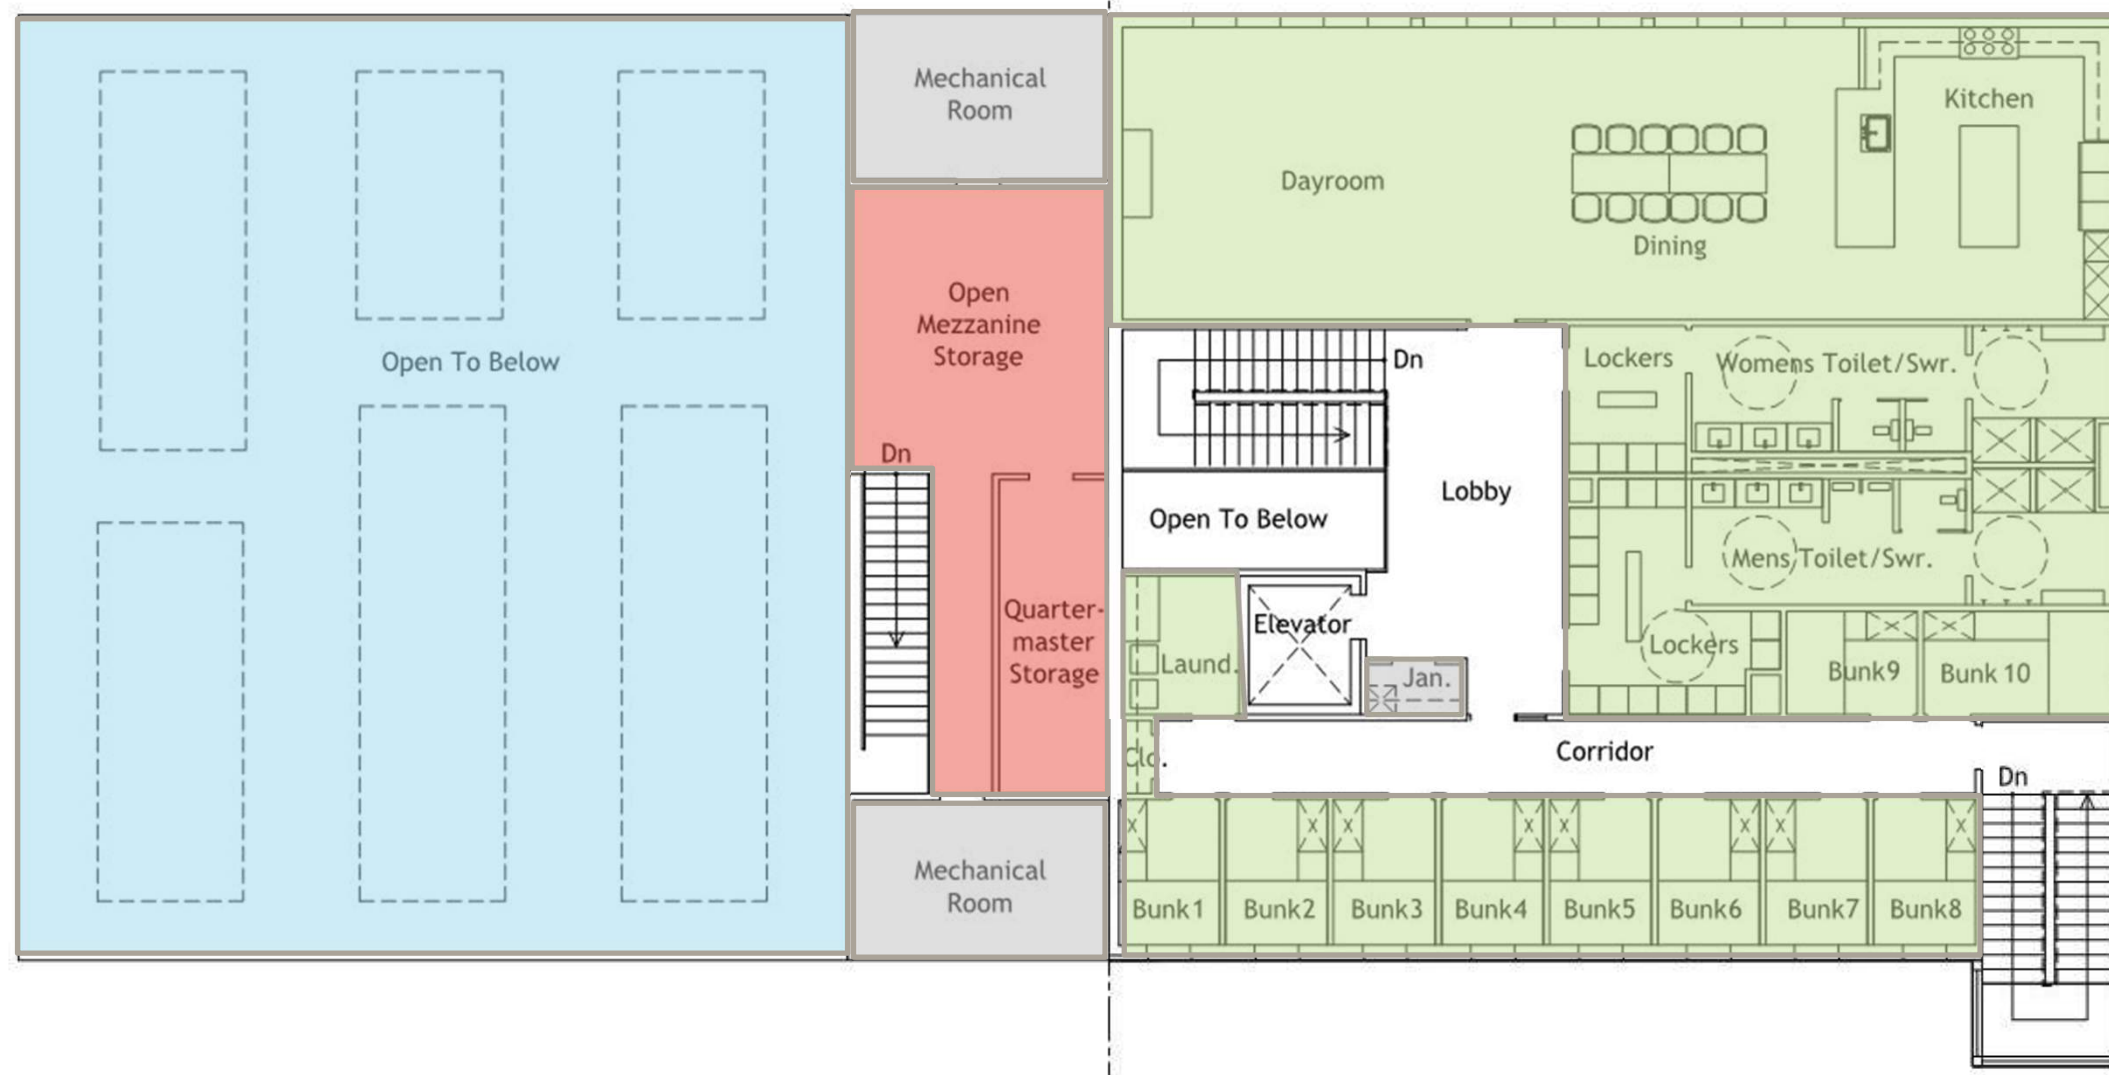 Mechanical
Room
Kitchen
Dayroom
Dining
Open
Mezzanine
Storage
Open To Below
Dn
Lockers
Womens Toilet/Swr.
Dn
Lobby
Open To Below
Mens Toilet/Swr.
Quarter-
master
Storage
Elevator
Laund.
Jan.
Lockers
Bunk9
Bunk 10
Clo.
Corridor
Dn
Mechanical
Room
Bunk1
Bunk2
Bunk3
Bunk4
Bunk5
Bunk6
Bunk7
Bunk8